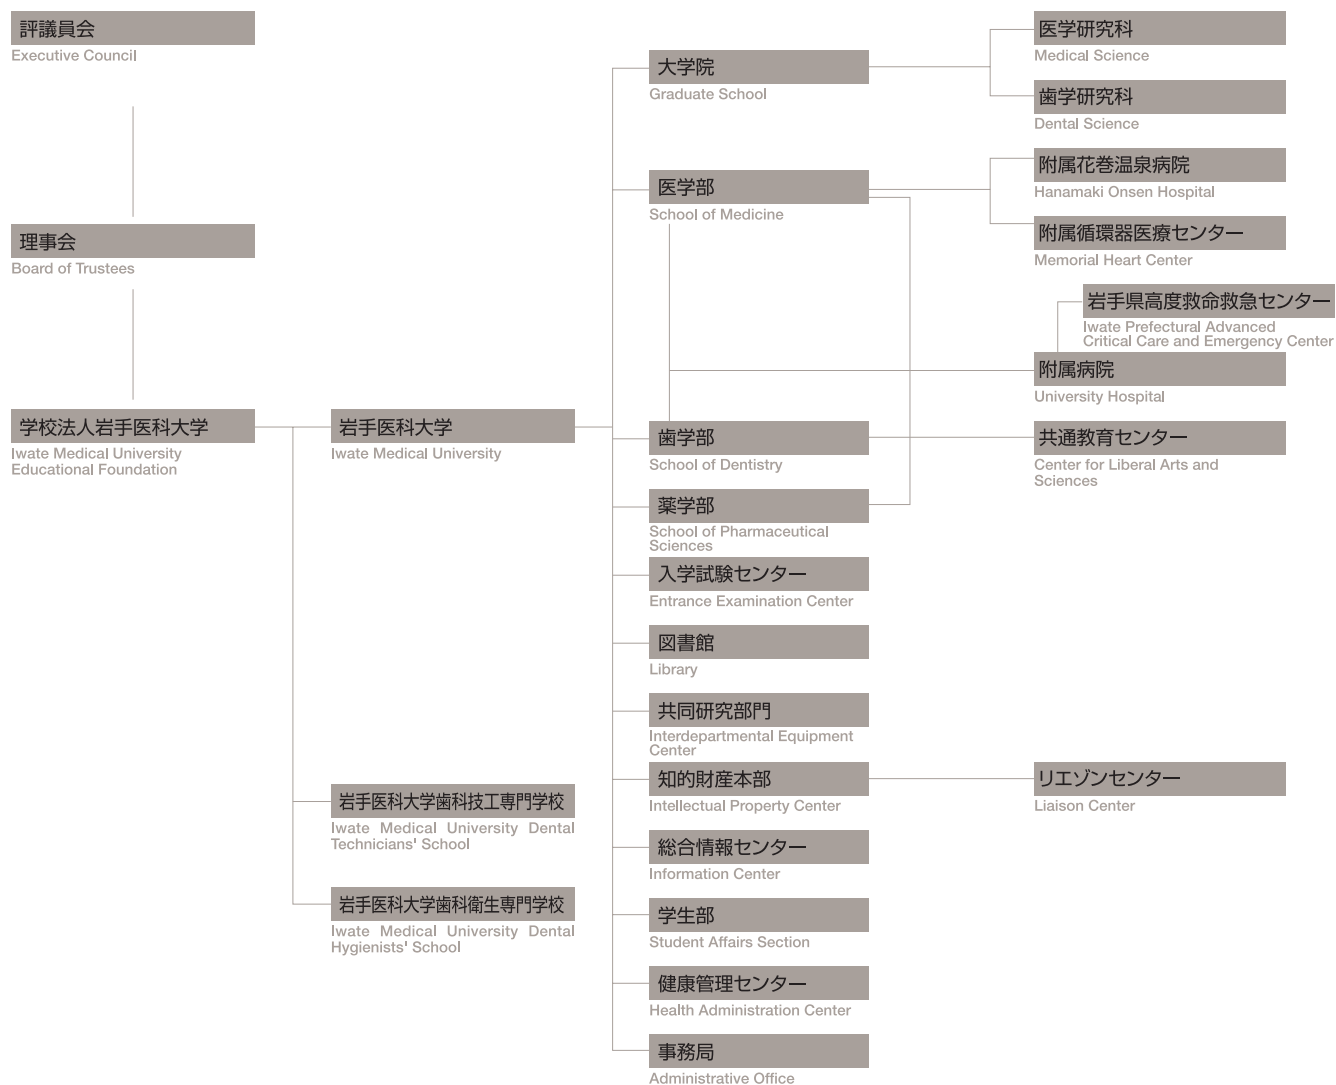 評議員会
Executive Council
理事会
Board of Trustees
学校法人岩手医科大学
Iwate Medical University
Educational Foundation
岩手医科大学
Iwate Medical University
岩手医科大学歯科技工専門学校
Iwate Medical University Dental
Technicians' School
岩手医科大学歯科衛生専門学校
Iwate Medical University Dental
Hygienists' School
大学院
Graduate School
医学部
School of Medicine
歯学部
School of Dentistry
薬学部
School of Pharmaceutical
Sciences
入学試験センター
Entrance Examination Center
図書館
Library
共同研究部門
Interdepartmental Equipment
Center
知的財産本部
Intellectual Property Center
総合情報センター
Information Center
学生部
Student Affairs Section
健康管理センター
Health Administration Center
事務局
Administrative Office
医学研究科
Medical Science
歯学研究科
Dental Science
附属花巻温泉病院
Hanamaki Onsen Hospital
附属循環器医療センター
Memorial Heart Center
岩手県高度救命救急センター
Iwate Prefectural Advanced
Critical Care and Emergency Center
附属病院
University Hospital
共通教育センター
Center for Liberal Arts and
Sciences
リエゾンセンター
Liaison Center